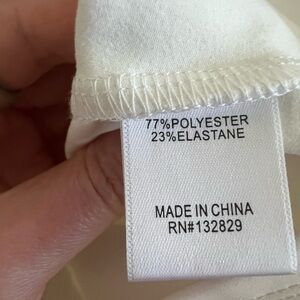 77%POLYESTER
23%ELASTANE
MADE IN CHINA
RN#132829